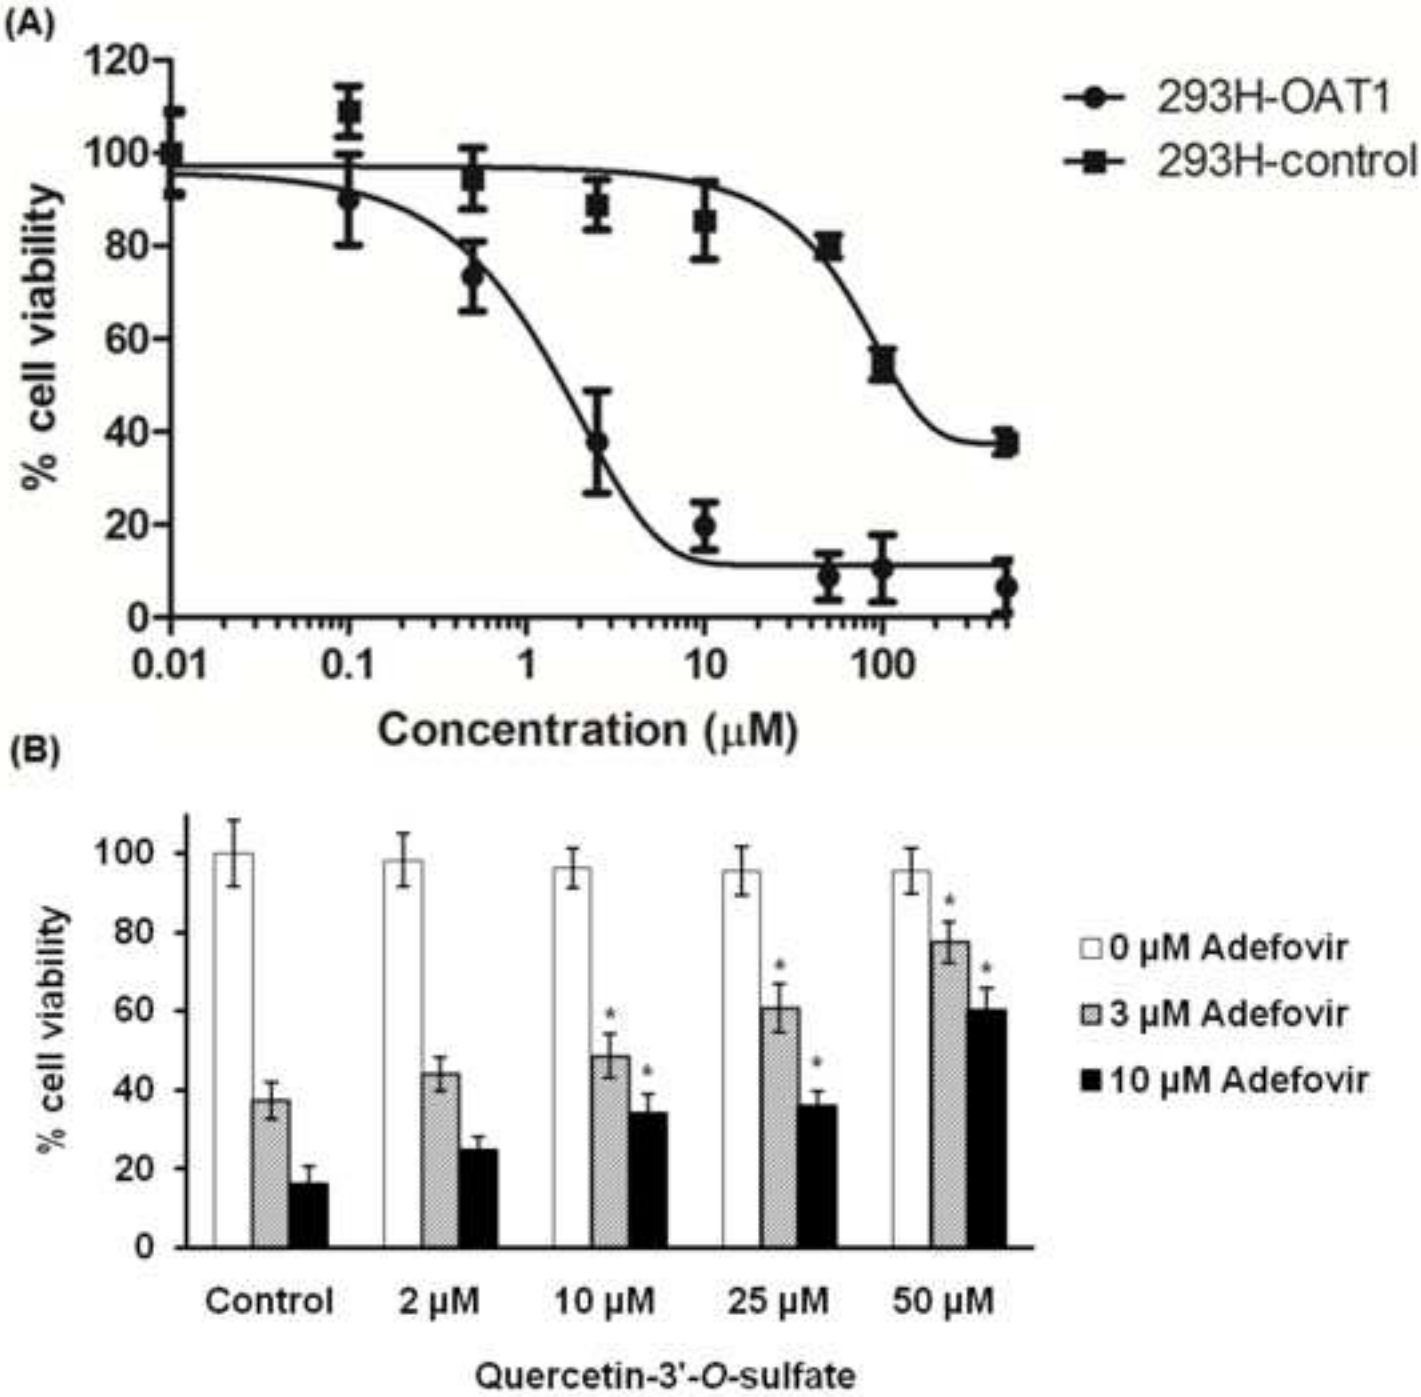 (A)
120
100
80
60
40
20
0
% cell viability
0.01 0.1 1 10 100
Concentration (µM)
293H-OAT1
293H-control
(B)
100
80
60
40
20
0
% cell viability
* * * * * *
0 µM Adefovir
3 µM Adefovir
10 µM Adefovir
Control 2 µM 10 µM 25 µM 50 µM
Quercetin-3'-O-sulfate